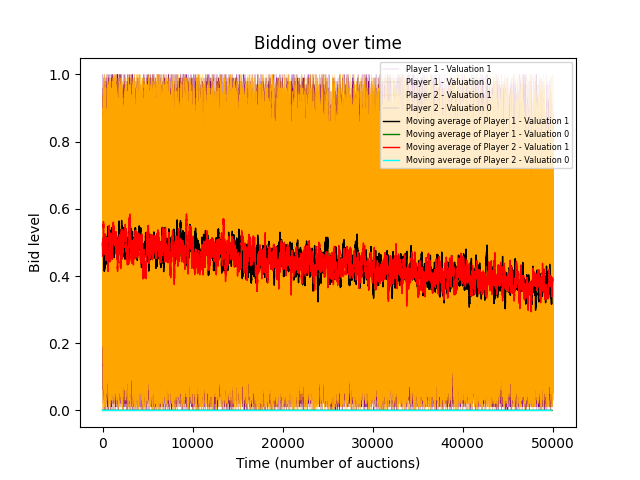 Bidding over time
Player 1 - Valuation 1
Player 1 - Valuation 0
Player 2 - Valuation 1
Player 2 - Valuation 0
Moving average of Player 1 - Valuation 1
Moving average of Player 1 - Valuation 0
Moving average of Player 2 - Valuation 1
Moving average of Player 2 - Valuation 0
1.0
0.8
0.6
0.4
0.2
0.0
Bid level
0 10000 20000 30000 40000 50000
Time (number of auctions)